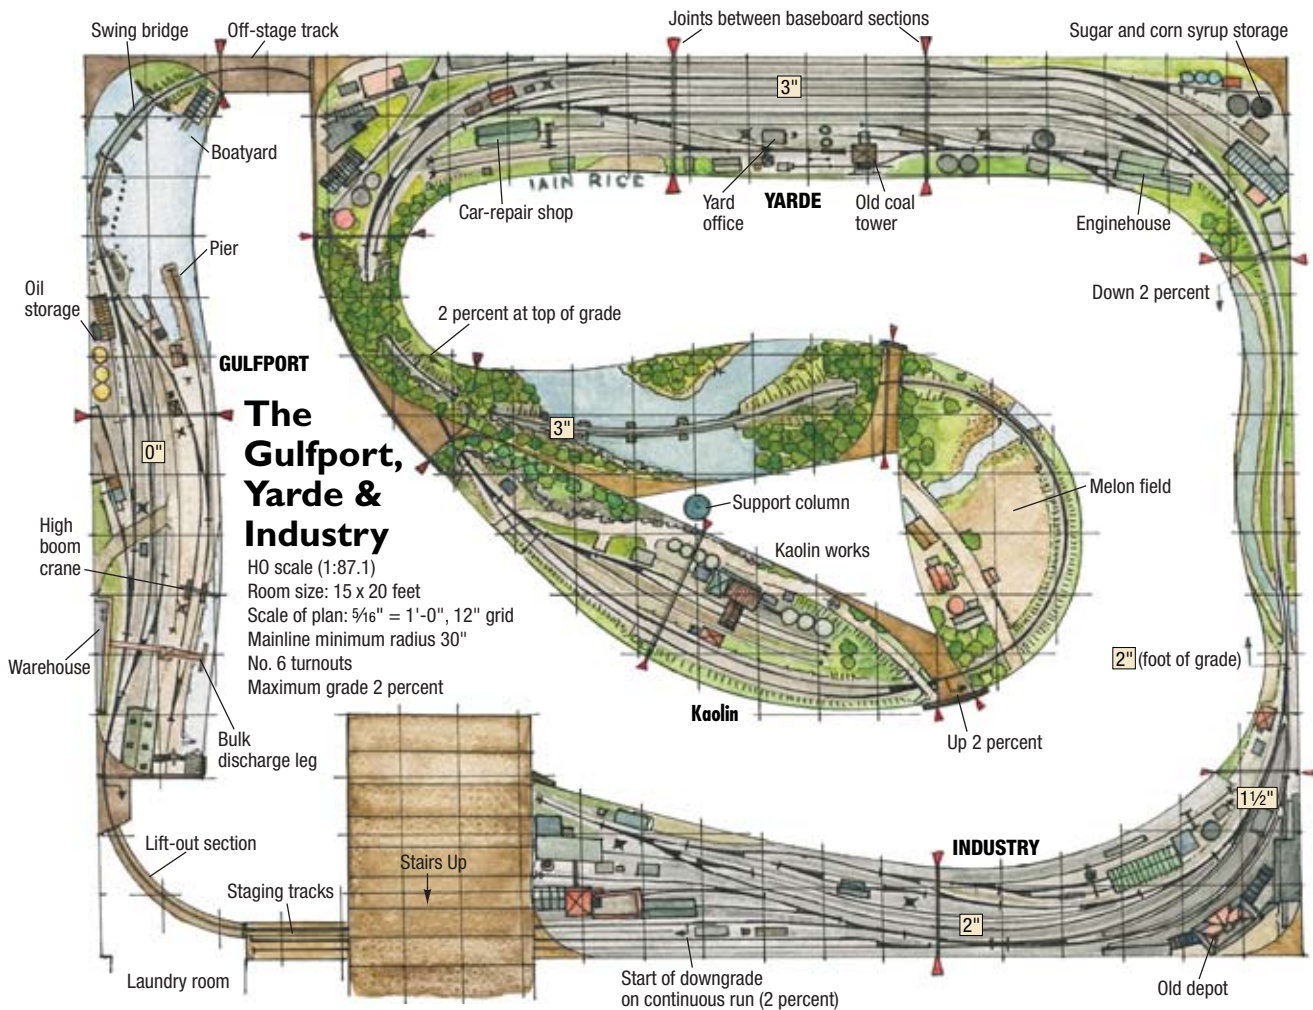 Swing bridge
Off-stage track
Joints between baseboard sections
Sugar and corn syrup storage
3"
Boatyard
IAIN RICE
Car-repair shop
Yard
office
YARDE
Old coal
tower
Enginehouse
Pier
Oil
storage
Down 2 percent
2 percent at top of grade
GULFPORT
The
Gulfport,
Yarde &
Industry
HO scale (1:87.1)
Room size: 15 x 20 feet
Scale of plan: 5⁄16" = 1'-0", 12" grid
Mainline minimum radius 30"
No. 6 turnouts
Maximum grade 2 percent
3"
0"
Melon field
Support column
High
boom
crane
Kaolin works
Warehouse
2" (foot of grade)
Kaolin
Bulk
discharge leg
Up 2 percent
1½"
Lift-out section
INDUSTRY
Stairs Up
Staging tracks
2"
Laundry room
Start of downgrade
on continuous run (2 percent)
Old depot